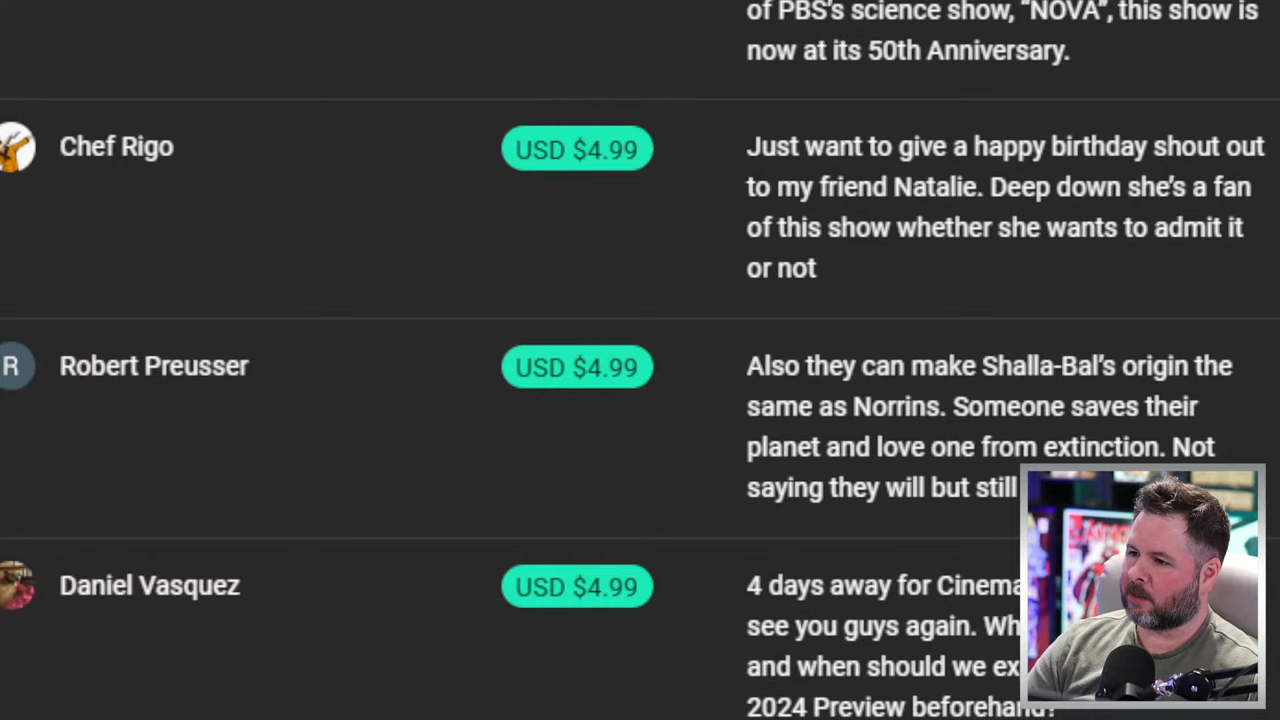 of PBS's science show, “NOVA”, this show is
now at its 50th Anniversary.
Chef Rigo
USD $4.99
Just want to give a happy birthday shout out
to my friend Natalie. Deep down she's a fan
of this show whether she wants to admit it
or not
R
Robert Preusser
USD $4.99
Also they can make Shalla-Bal's origin the
same as Norrins. Someone saves their
planet and love one from extinction. Not
saying they will but still
Daniel Vasquez
USD $4.99
4 days away for Cinema
see you guys again.
and when should we
2024 Preview beforehand?